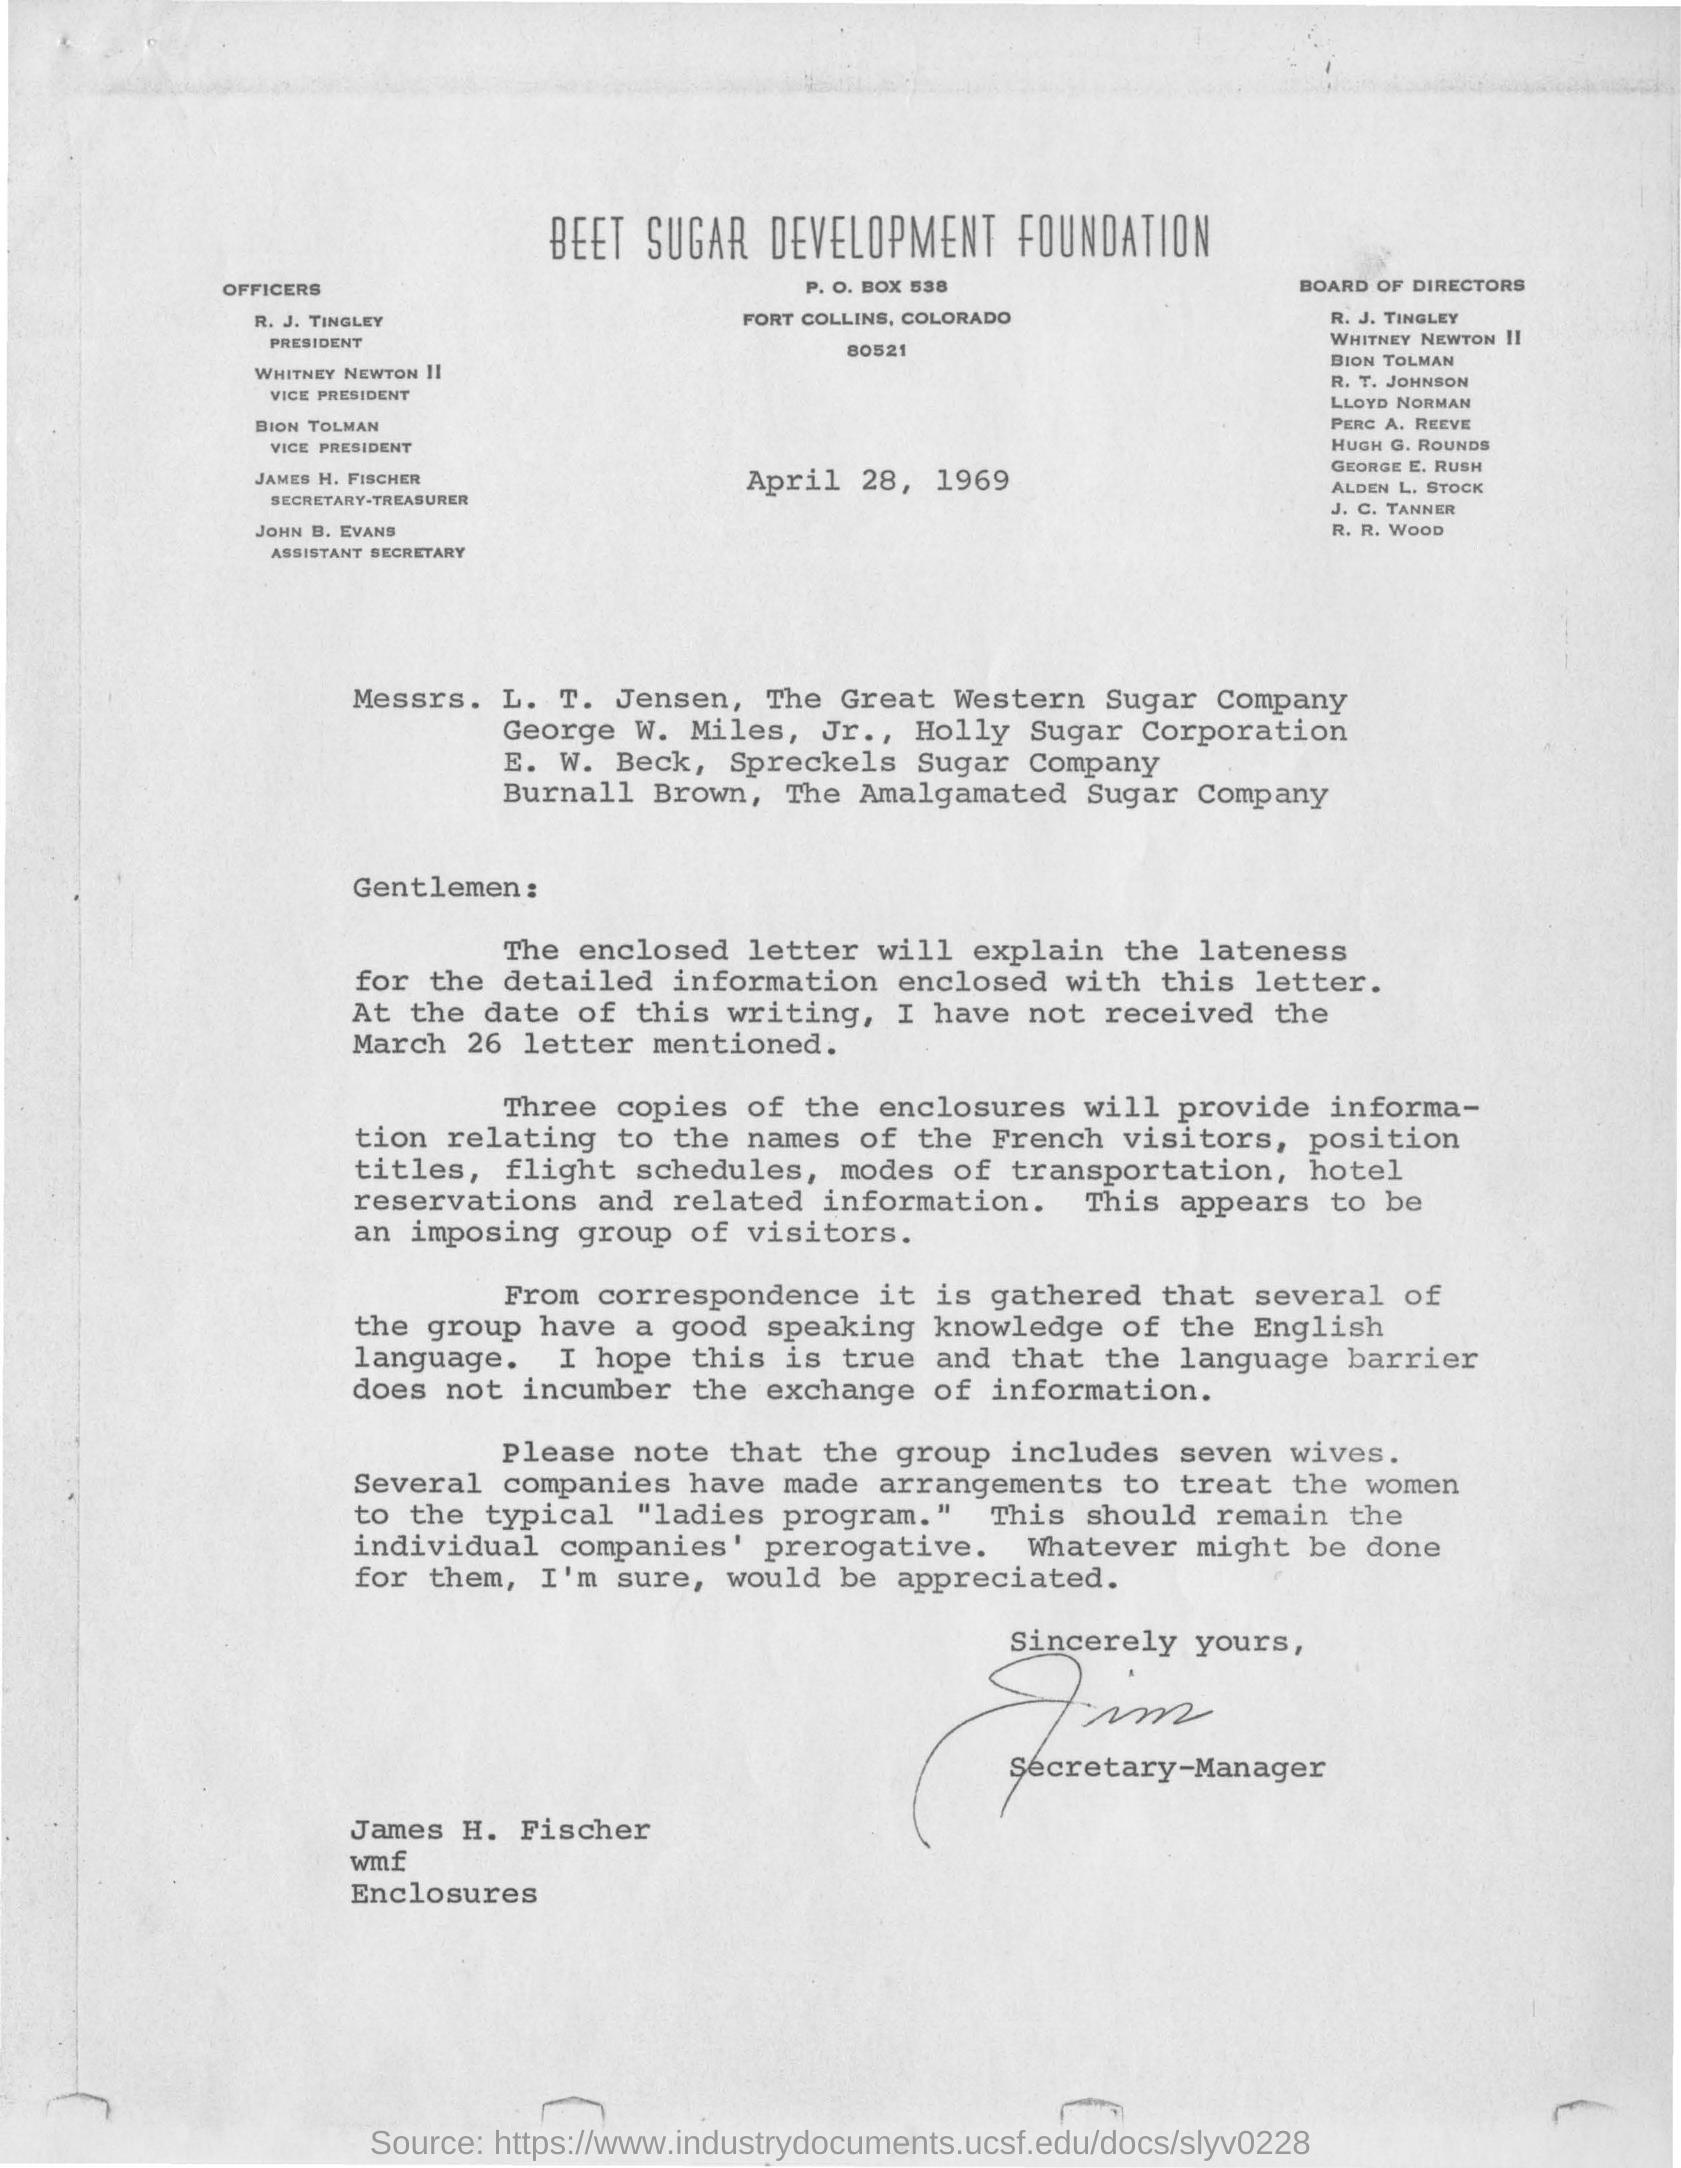 BEET SUGAR DEVELOPMENT FOUNDATION
P. O. BOX 538
FORT COLLINS, COLORADO
80521
OFFICERS
R. J. TINGLEY
PRESIDENT
WHITNEY NEWTON II
VICE PRESIDENT
BION TOLMAN
VICE PRESIDENT
JAMES H. FISCHER
SECRETARY-TREASURER
JOHN B. EVANS
ASSISTANT SECRETARY
BOARD OF DIRECTORS
R. J. TINGLEY
WHITNEY NEWTON II
BION TOLMAN
R. T. JOHNSON
LLOYD NORMAN
PERC A. REEVE
HUGH G. ROUNDS
GEORGE E. RUSH
ALDEN L. STOCK
J. C. TANNER
R. R. WOOD
April 28, 1969
Messrs. L. T. Jensen, The Great Western Sugar Company
George W. Miles, Jr., Holly Sugar Corporation
E. W. Beck, Spreckels Sugar Company
Burnall Brown, The Amalgamated Sugar Company
Gentlemen:
The enclosed letter will explain the lateness
for the detailed information enclosed with this letter.
At the date of this writing, I have not received the
March 26 letter mentioned.
Three copies of the enclosures will provide informa-
tion relating to the names of the French visitors, position
titles, flight schedules, modes of transportation, hotel
reservations and related information. This appears to be
an imposing group of visitors.
From correspondence it is gathered that several of
the group have a good speaking knowledge of the English
language. I hope this is true and that the language barrier
does not incumber the exchange of information.
Please note that the group includes seven wives.
Several companies have made arrangements to treat the women
to the typical "ladies program." This should remain the
individual companies' prerogative. Whatever might be done
for them, I'm sure, would be appreciated.
Sincerely yours,
Jim
Secretary-Manager
James H. Fischer
wmf
Enclosures
Source: https://www.industrydocuments.ucsf.edu/docs/slyv0228